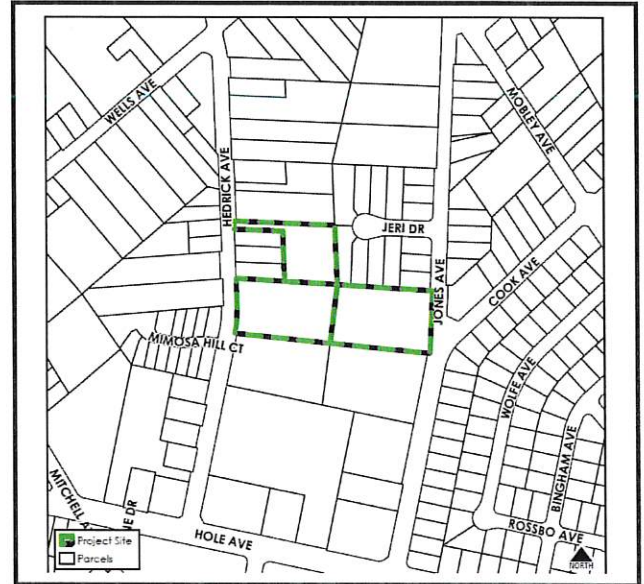 WELLS AVE
MOBLEY AVE
HEDRICK AVE
JERI DR
JONES AVE
COOK AVE
MIMOSA HILL CT
WOLFE AVE
BINGHAM AVE
MITCHELL A
NE DR
HOLE AVE
ROSSBO AVE
Project Site
Parcels
NORTH